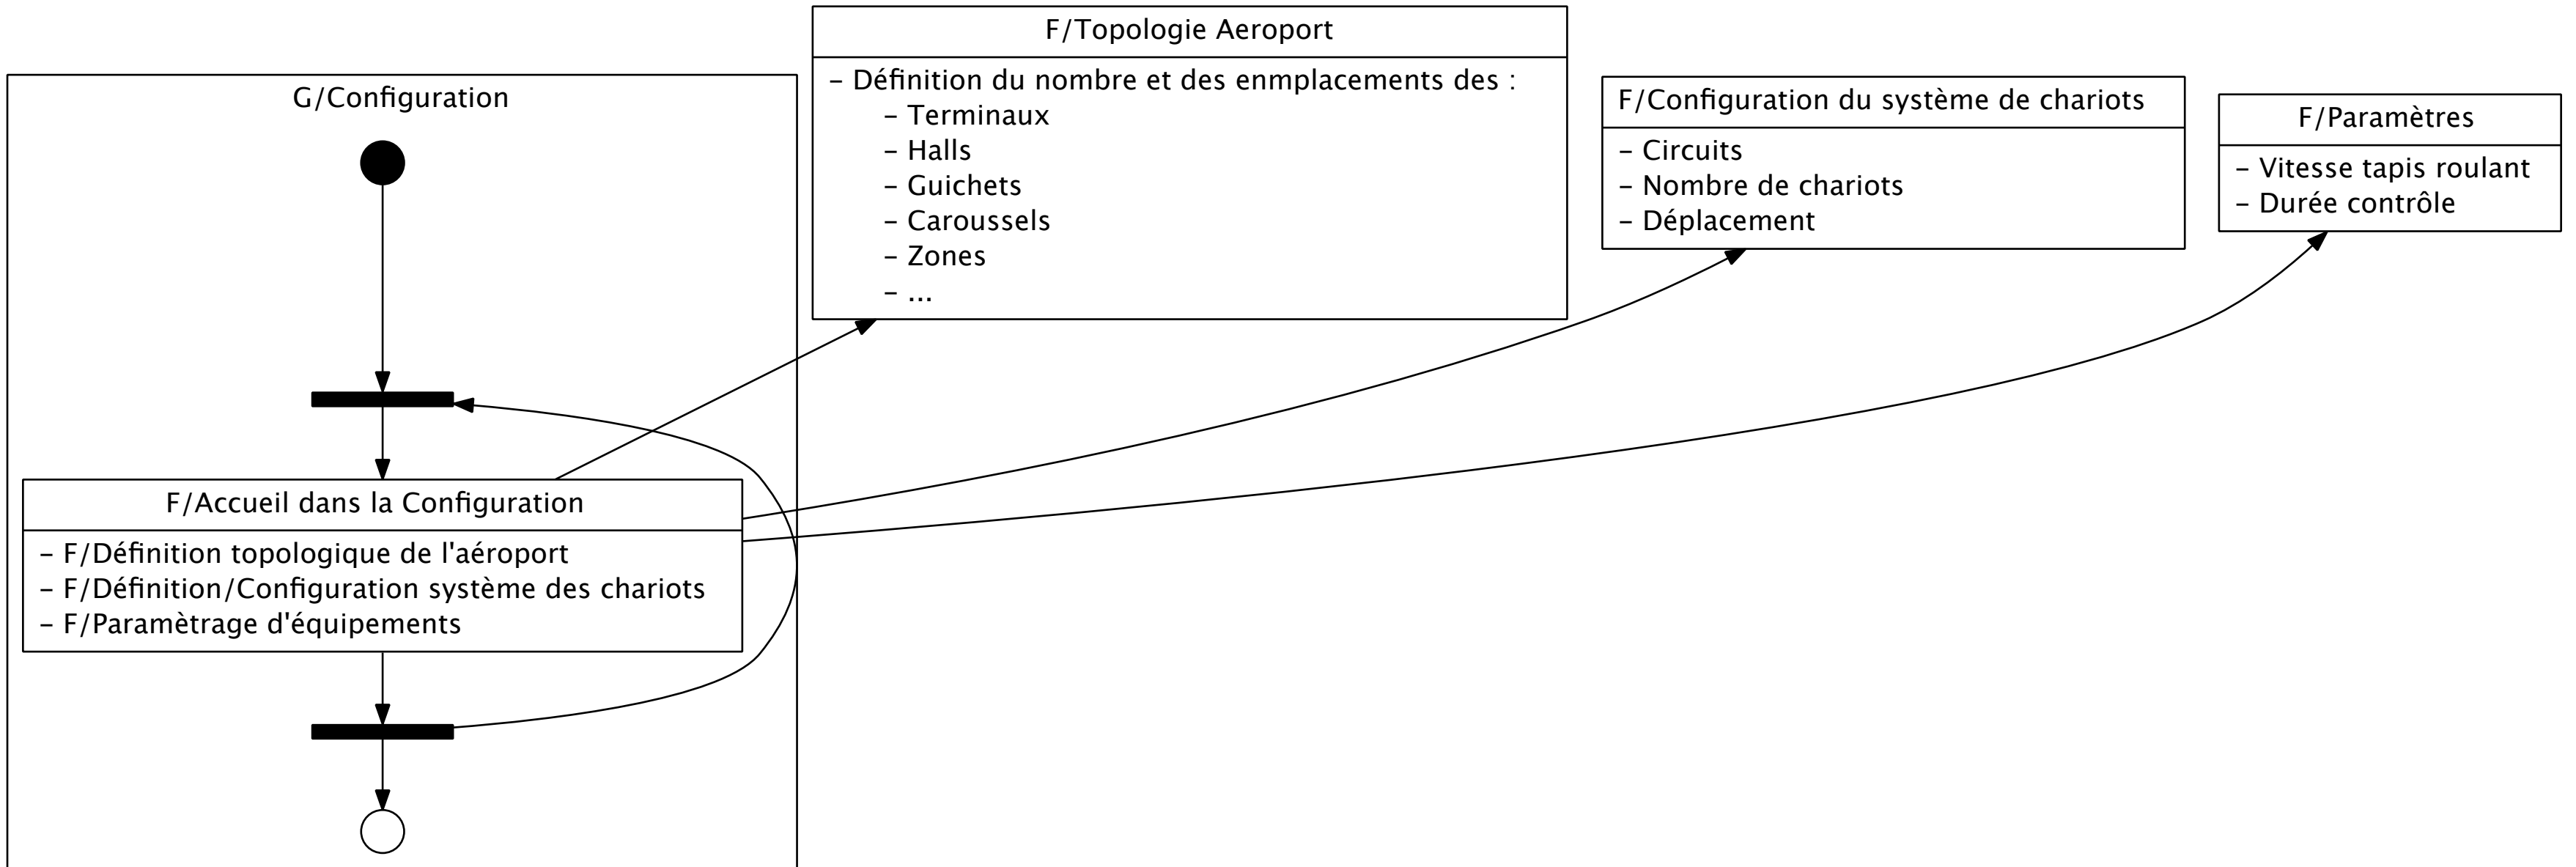 G/Configuration
F/Accueil dans la Configuration
– F/Définition topologique de l'aéroport
– F/Définition/Configuration système des chariots
– F/Paramètrage d'équipements
F/Topologie Aeroport
– Définition du nombre et des enmplacements des :
– Terminaux
– Halls
– Guichets
– Caroussels
– Zones
– ...
F/Configuration du système de chariots
– Circuits
– Nombre de chariots
– Déplacement
F/Paramètres
– Vitesse tapis roulant
– Durée contrôle